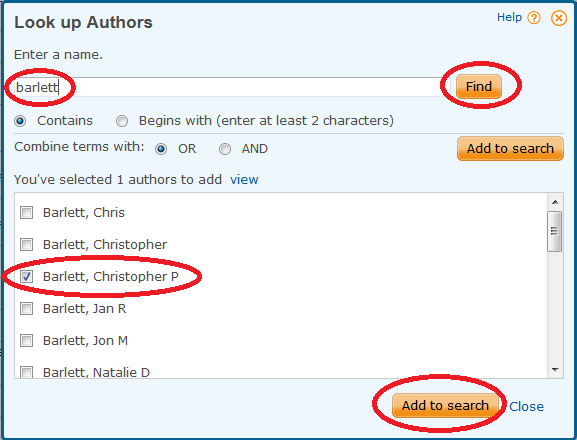 Look up Authors
Help
Enter a name.
barlett
Find
Contains Begins with (enter at least 2 characters)
Combine terms with: OR AND
Add to search
You've selected 1 authors to add view
Barlett, Chris
Barlett, Christopher
Barlett, Christopher P
Barlett, Jan R
Barlett, Jon M
Barlett, Natalie D
Add to search Close